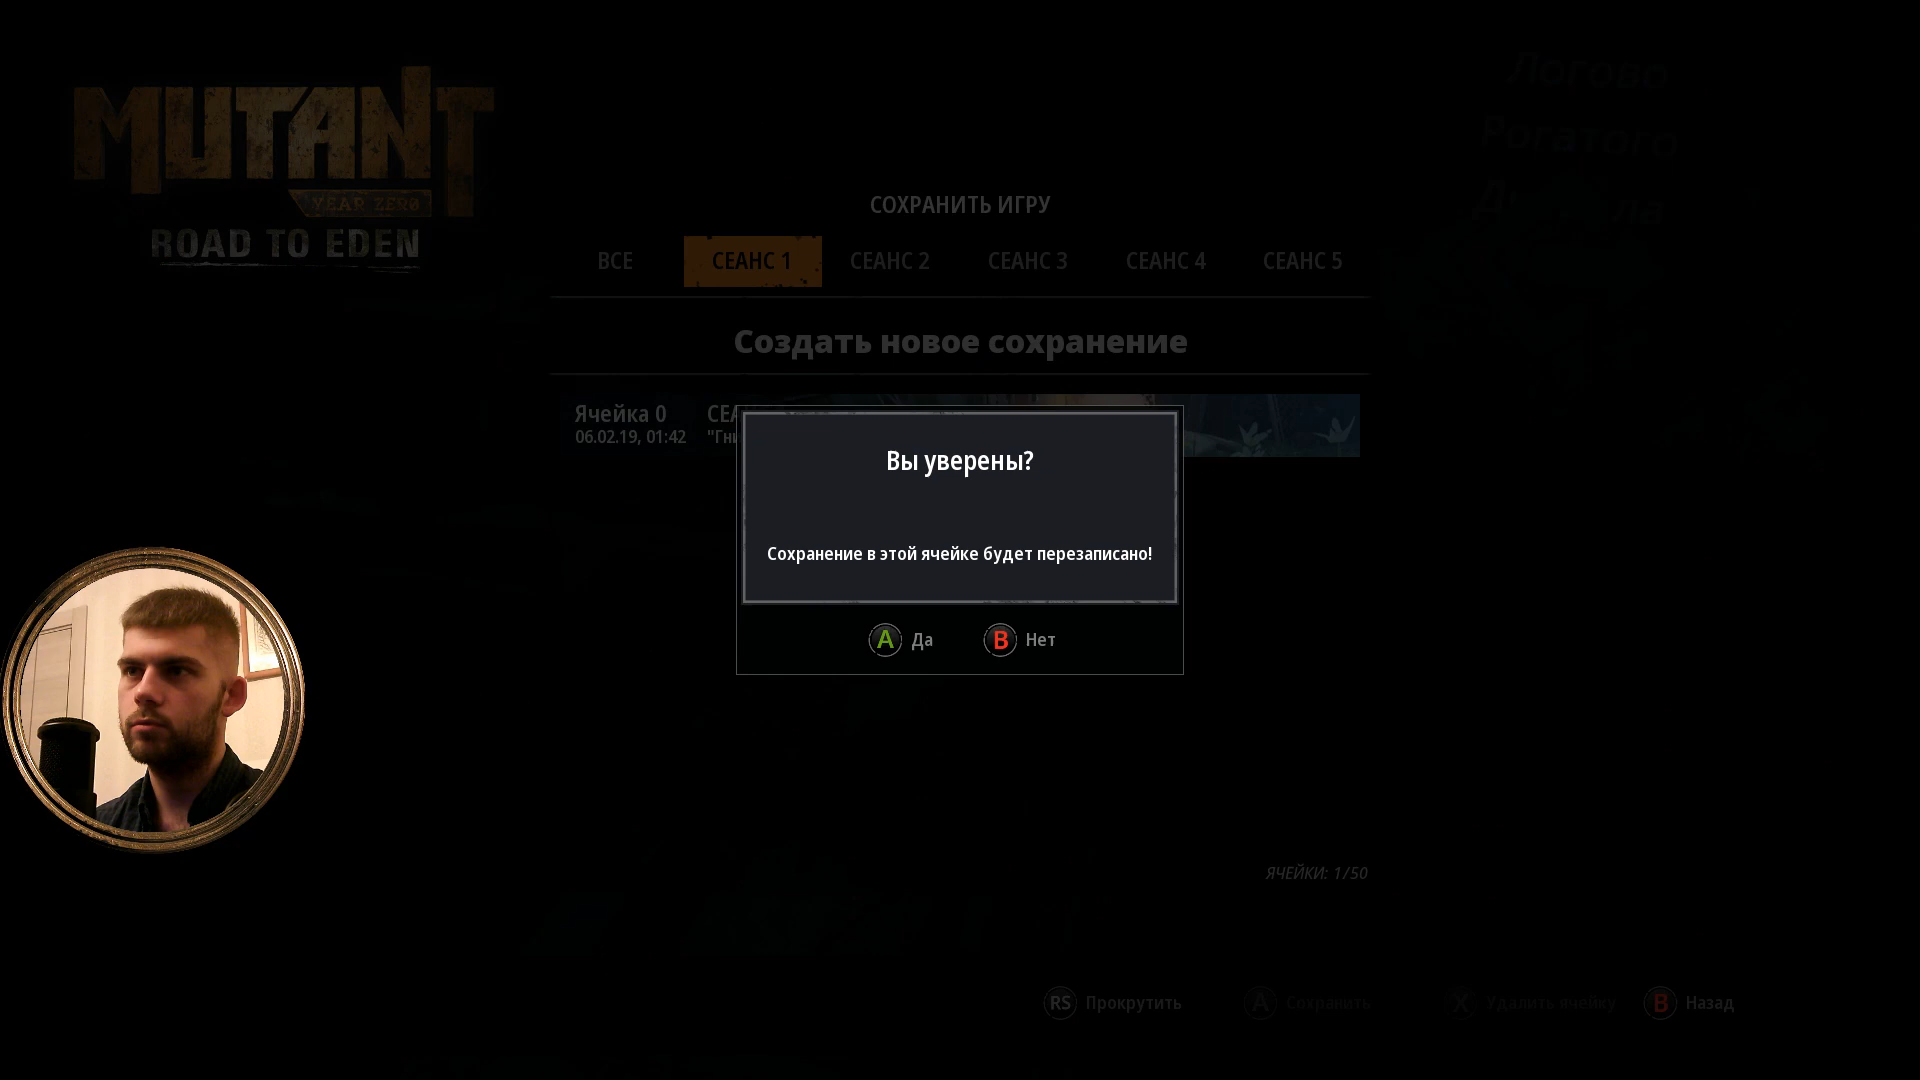 MUTANT
YEAR ZERO
ROAD TO EDEN
Логово
Рогатого
СОХРАНИТЬ ИГРУ
ВСЕ СЕАНС 1 СЕАНС 2 СЕАНС 3 СЕАНС 4 СЕАНС 5
Создать новое сохранение
Ячейка 0
06.02.19, 01:42
Вы уверены?
Сохранение в этой ячейке будет перезаписано!
A Да B Нет
ЯЧЕЙКИ: 1/50
RS Прокрутить A Сохранить X Удалить ячейку B Назад